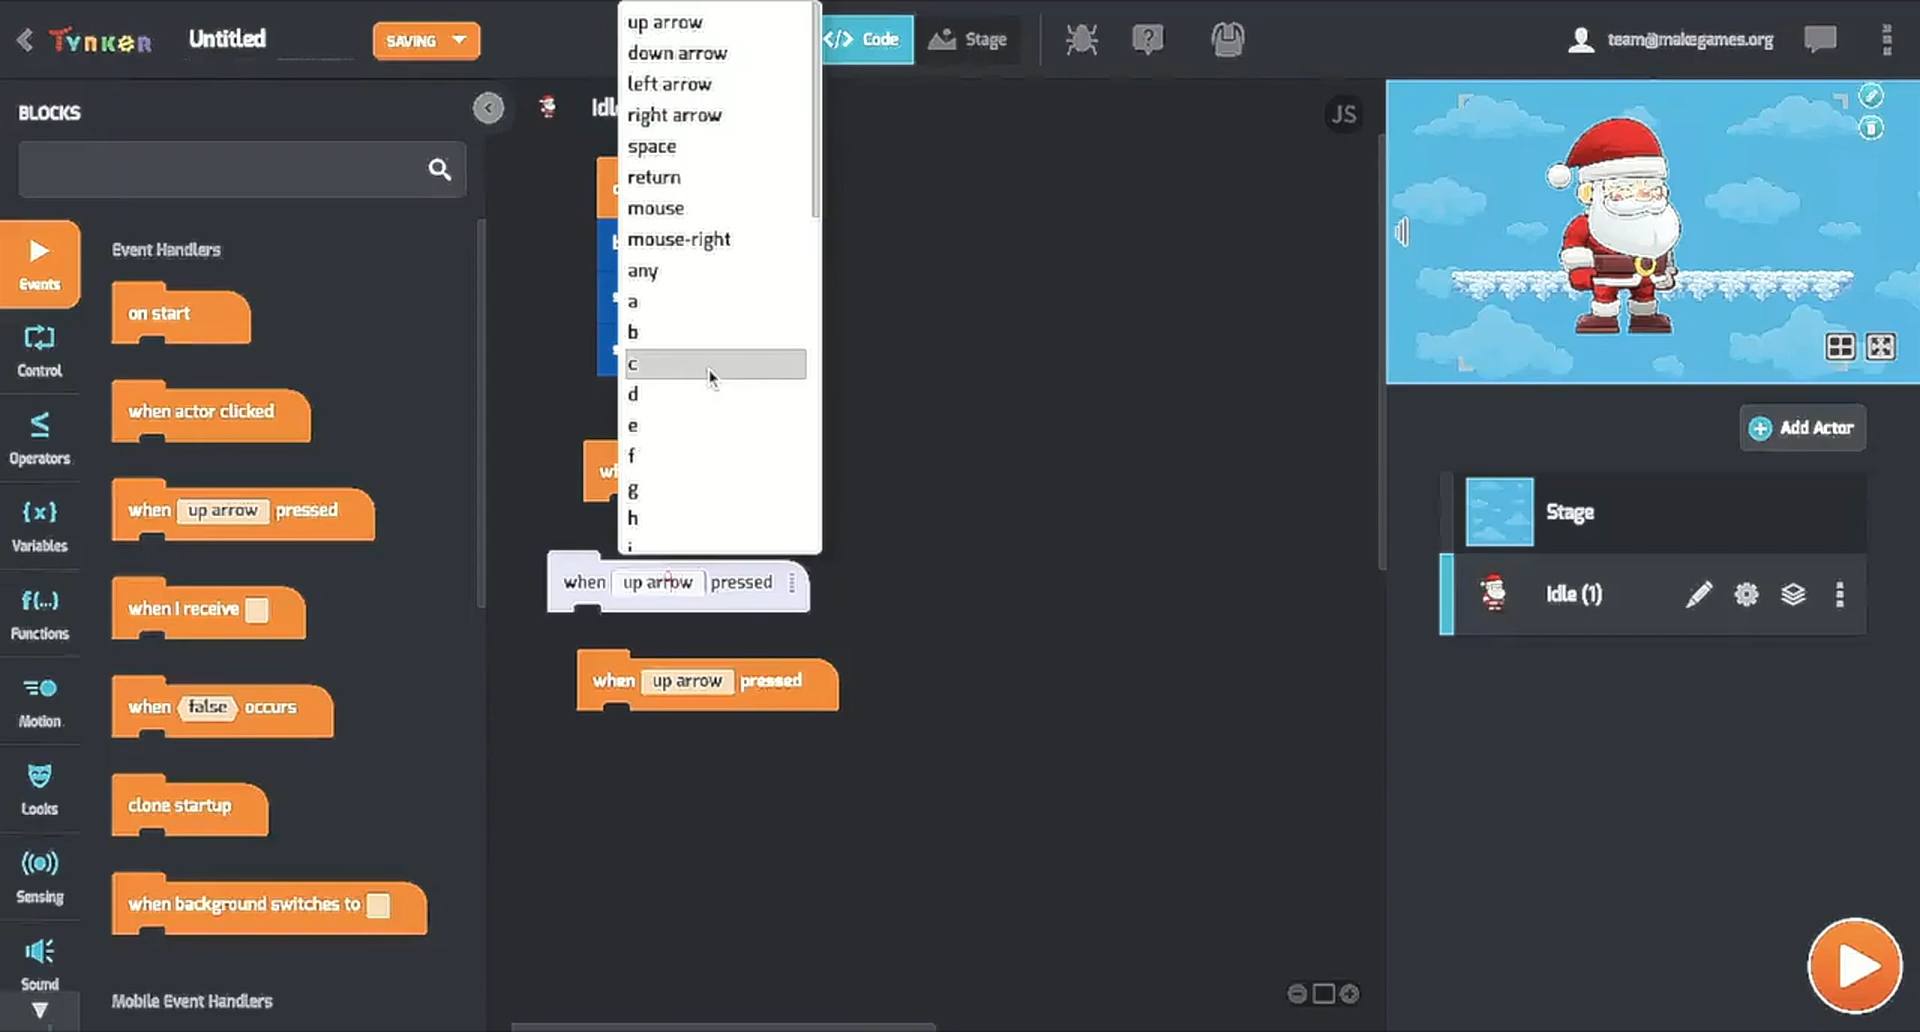 Tynker
Untitled
SAVING
</> Code
Stage
team@makegames.org
BLOCKS
Idl
JS
Events
Control
Operators
Variables
Functions
Motion
Looks
Sensing
Sound
{x}
f(...)
Event Handlers
on start
when actor clicked
when up arrow pressed
when I receive
when false occurs
clone startup
when background switches to
Mobile Event Handlers
up arrow
down arrow
left arrow
right arrow
space
return
mouse
mouse-right
any
a
b
c
d
e
f
g
h
wh
when up arrow pressed
when up arrow pressed
Add Actor
Stage
Idle (1)